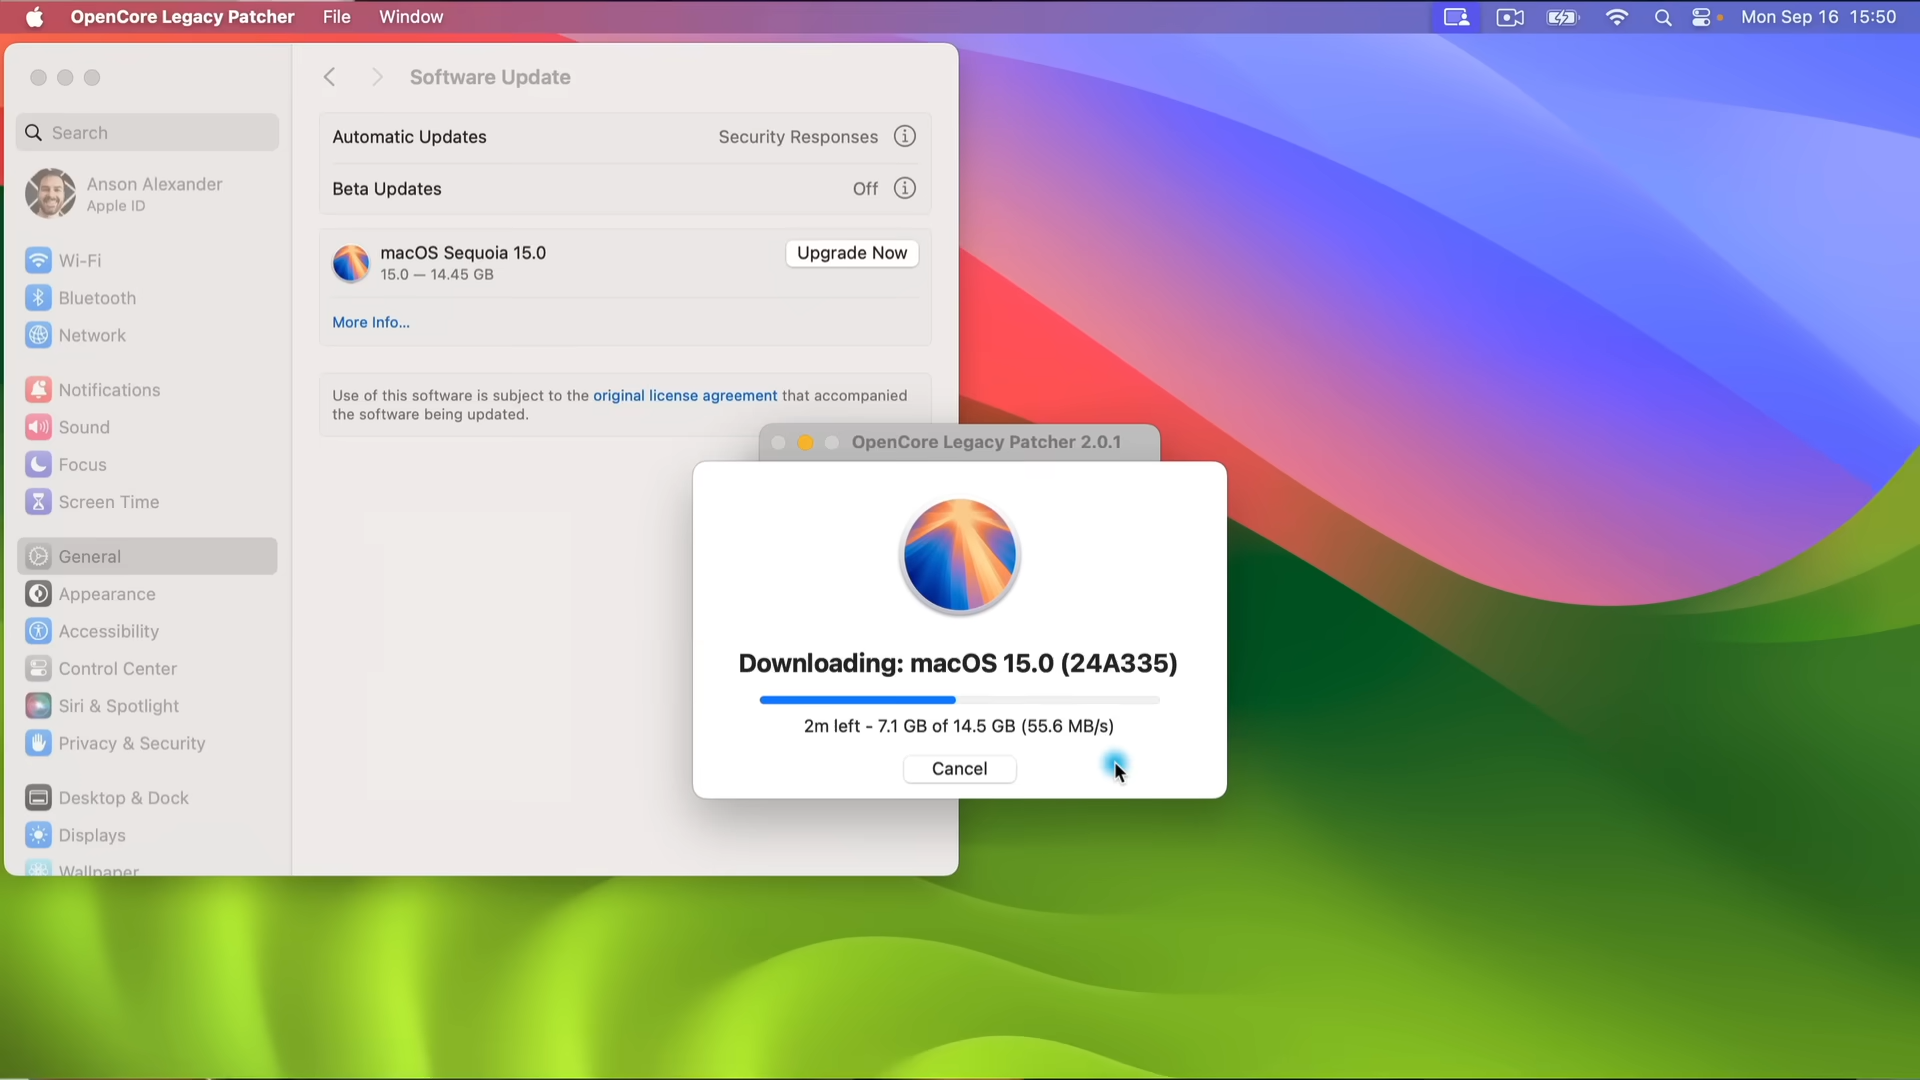 OpenCore Legacy Patcher File Window Mon Sep 16 15:50
Software Update
Search
Anson Alexander
Apple ID
Wi-Fi
Bluetooth
Network
Notifications
Sound
Focus
Screen Time
General
Appearance
Accessibility
Control Center
Siri & Spotlight
Privacy & Security
Desktop & Dock
Displays
Wallpaper
Automatic Updates Security Responses
Beta Updates Off
macOS Sequoia 15.0 Upgrade Now
15.0 — 14.45 GB
More Info...
Use of this software is subject to the original license agreement that accompanied
the software being updated.
OpenCore Legacy Patcher 2.0.1
Downloading: macOS 15.0 (24A335)
2m left - 7.1 GB of 14.5 GB (55.6 MB/s)
Cancel